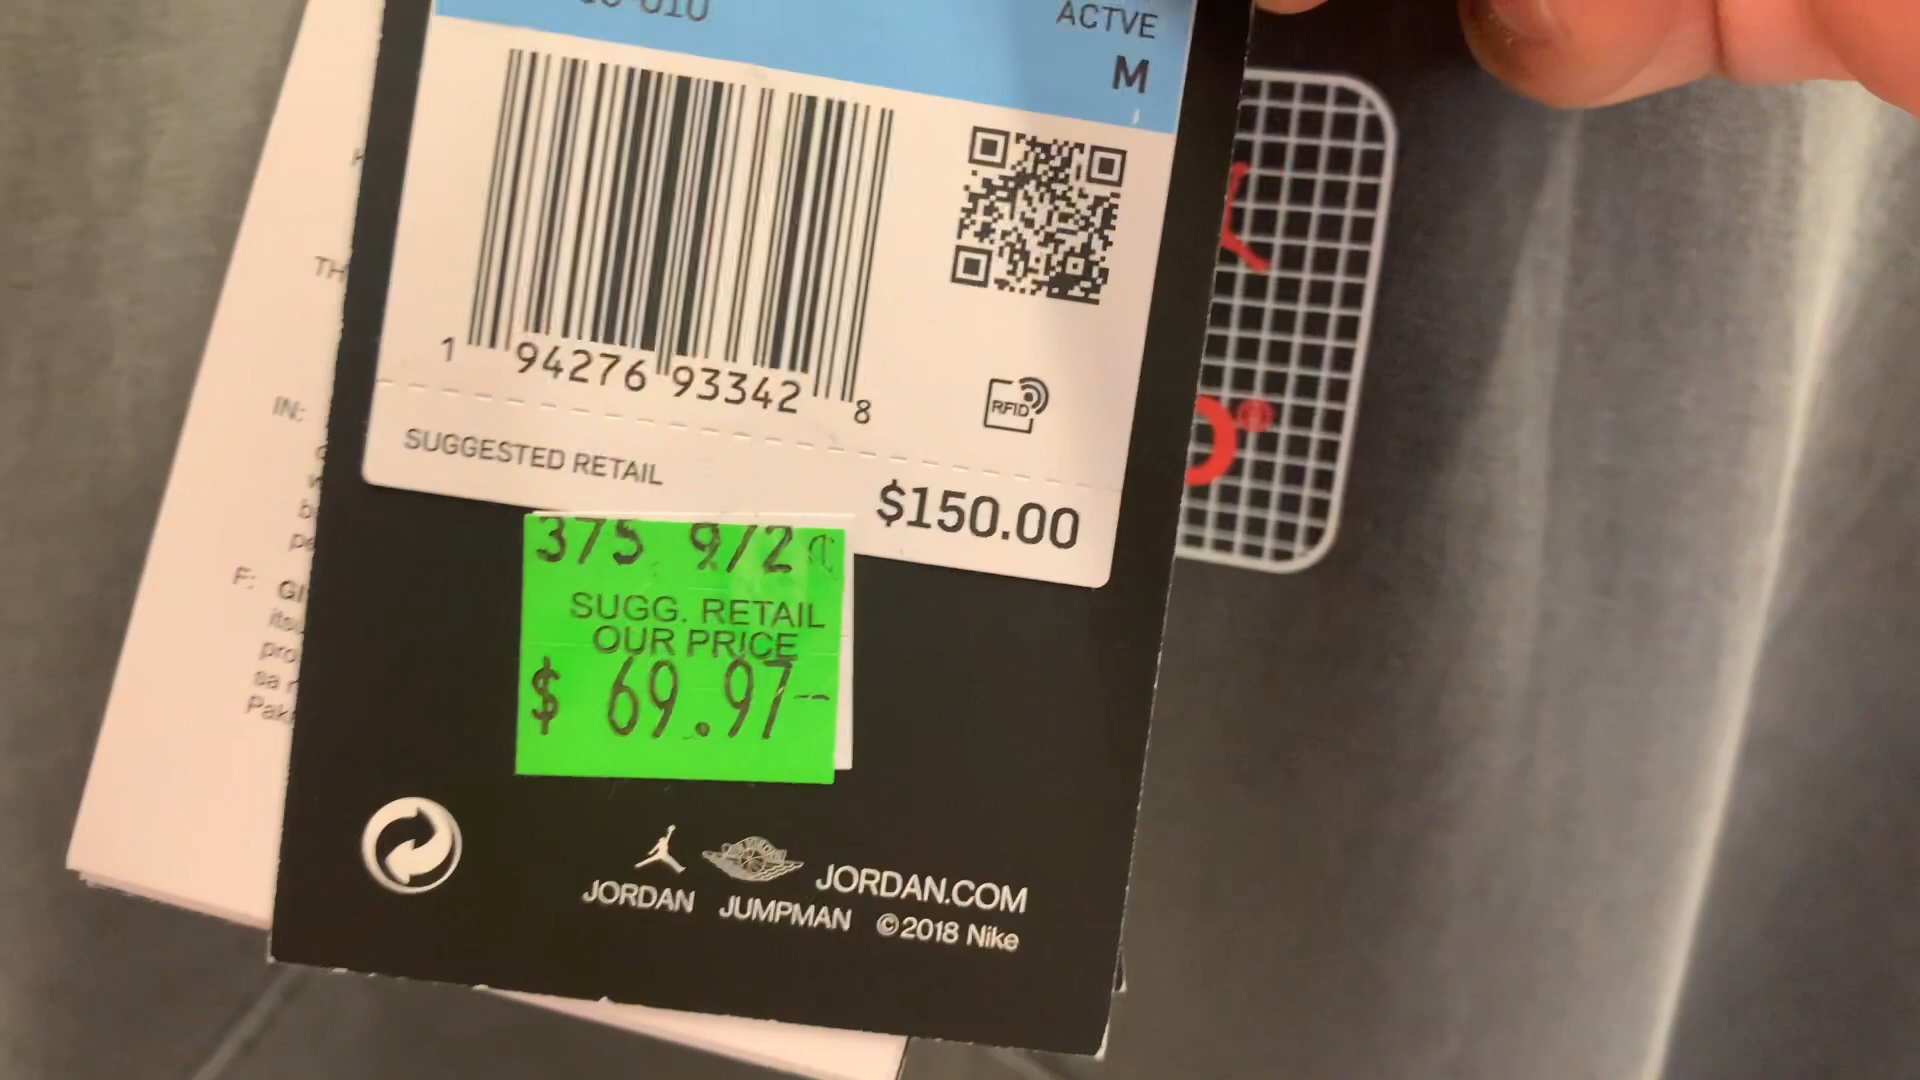 ACTVE
M
1 94276 93342 8
RFID
SUGGESTED RETAIL
$150.00
375 9/2
SUGG. RETAIL
OUR PRICE
$ 69.97
JORDAN
JUMPMAN
JORDAN.COM
©2018 Nike
IN:
F: